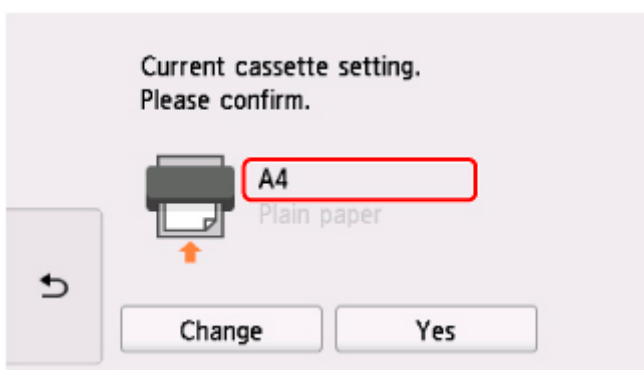 Current cassette setting.
Please confirm.
A4
Plain paper
Change
Yes